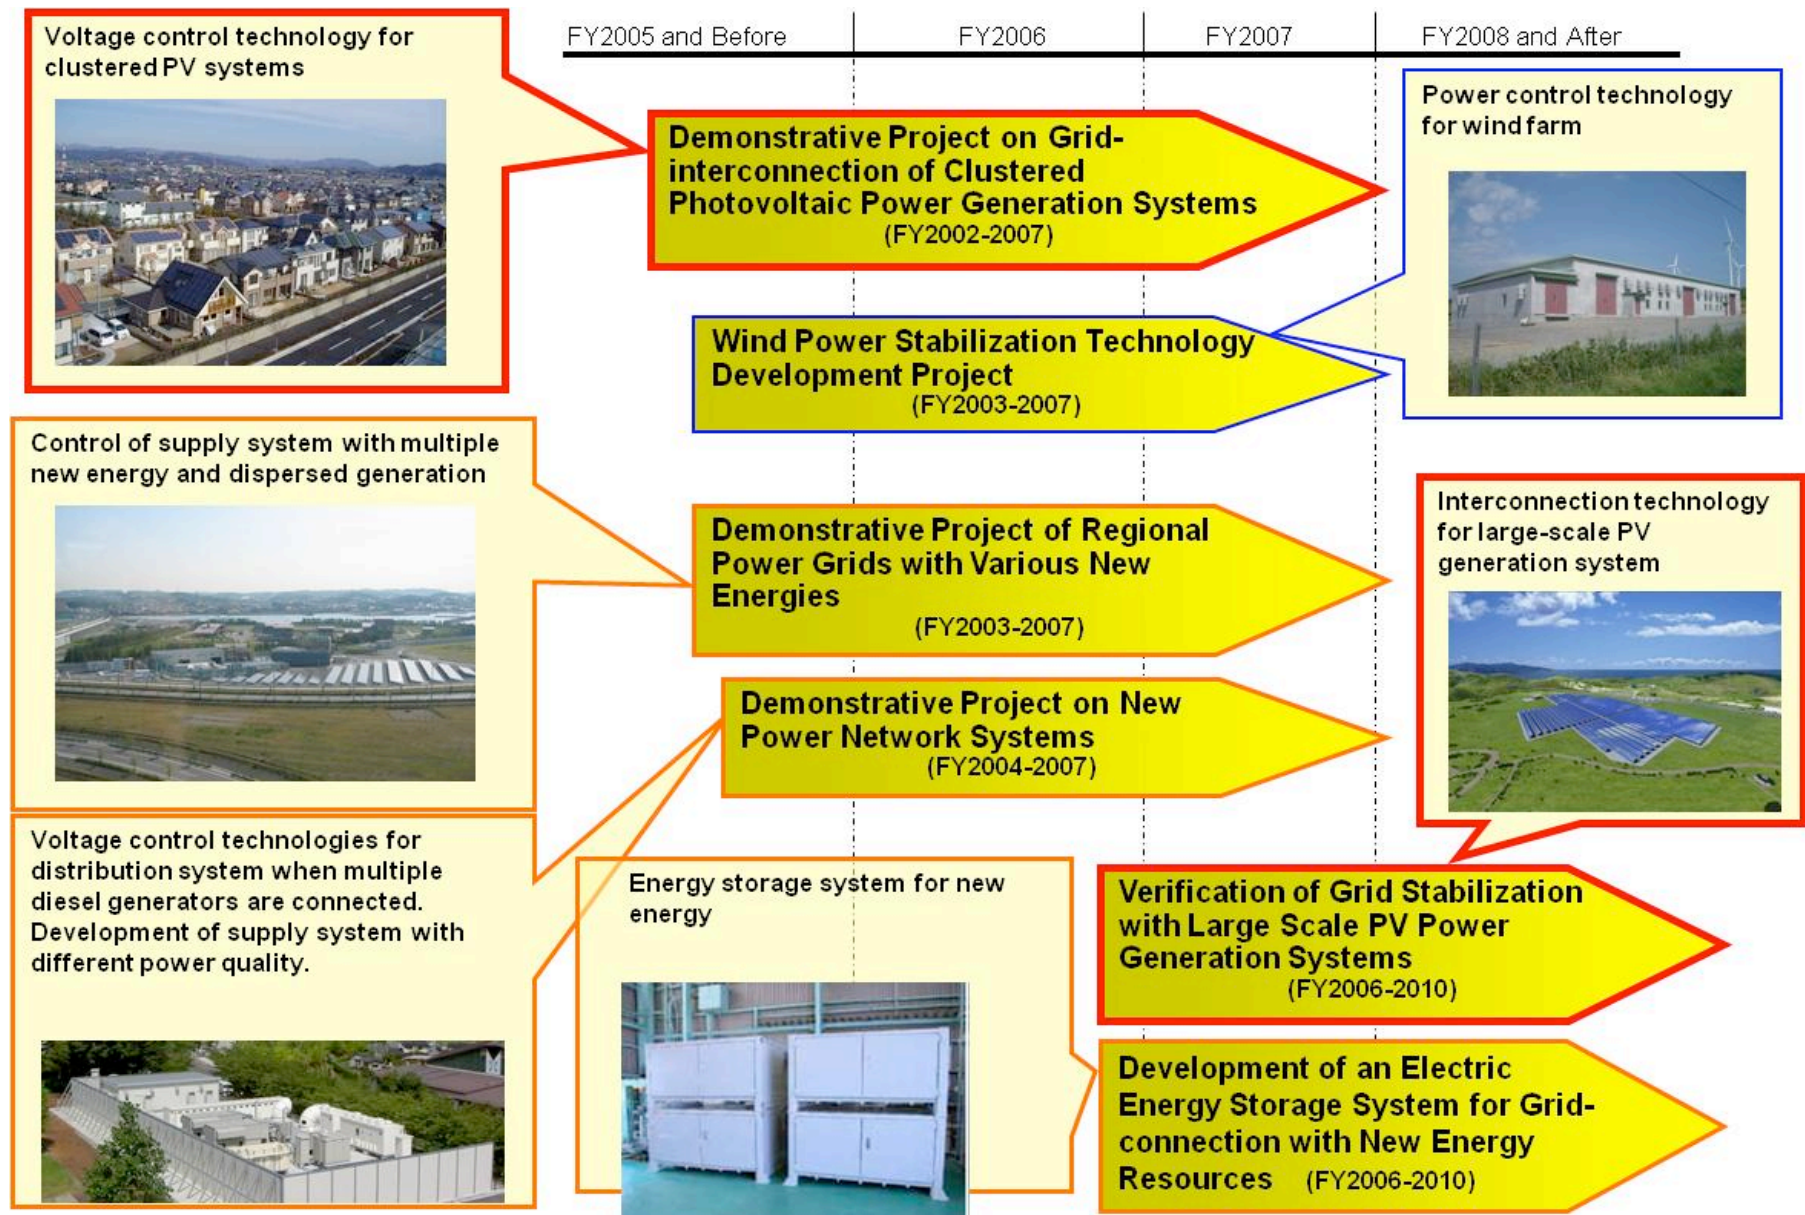 FY2005 and Before
FY2006
FY2007
FY2008 and After
Voltage control technology for
clustered PV systems
Demonstrative Project on Grid-
interconnection of Clustered
Photovoltaic Power Generation Systems
(FY2002-2007)
Power control technology
for wind farm
Wind Power Stabilization Technology
Development Project
(FY2003-2007)
Control of supply system with multiple
new energy and dispersed generation
Demonstrative Project of Regional
Power Grids with Various New
Energies
(FY2003-2007)
Interconnection technology
for large-scale PV
generation system
Demonstrative Project on New
Power Network Systems
(FY2004-2007)
Voltage control technologies for
distribution system when multiple
diesel generators are connected.
Development of supply system with
different power quality.
Energy storage system for new
energy
Verification of Grid Stabilization
with Large Scale PV Power
Generation Systems
(FY2006-2010)
Development of an Electric
Energy Storage System for Grid-
connection with New Energy
Resources (FY2006-2010)